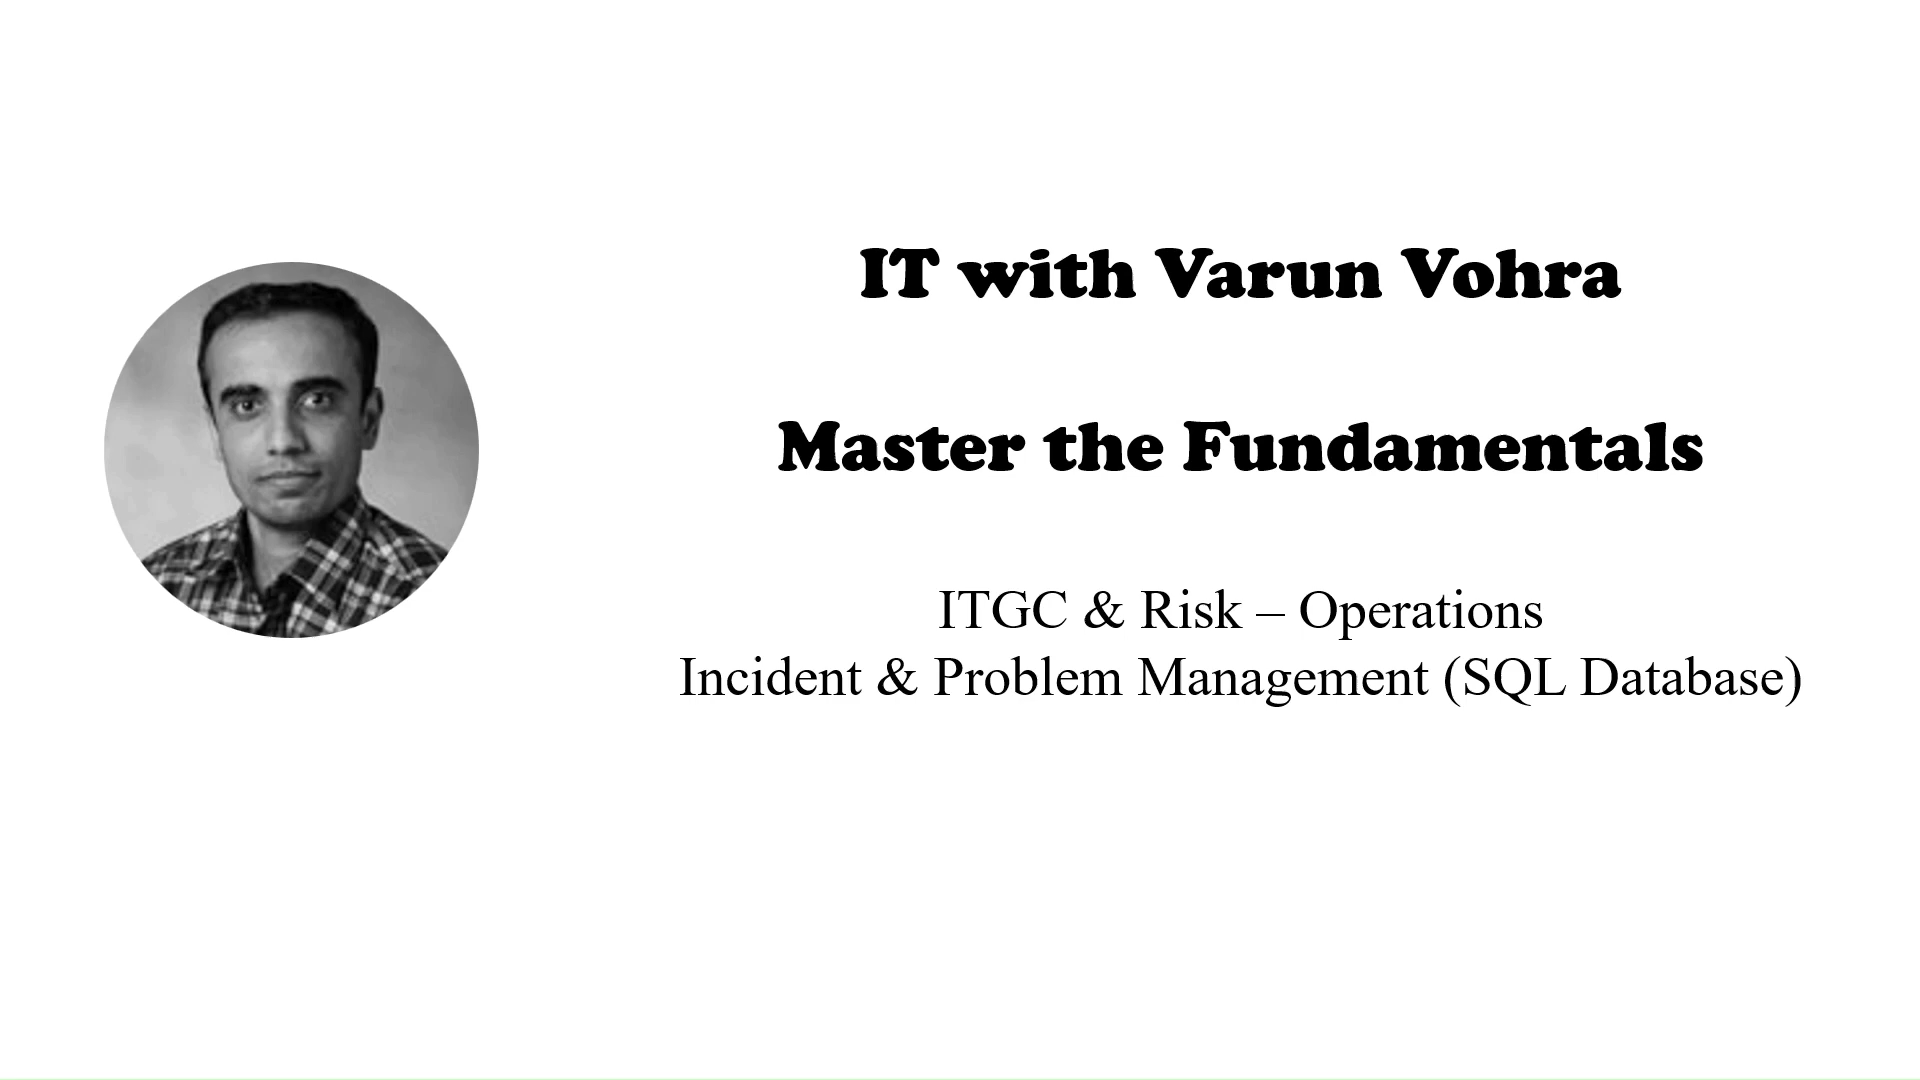 IT with Varun Vohra
Master the Fundamentals
ITGC & Risk – Operations
Incident & Problem Management (SQL Database)